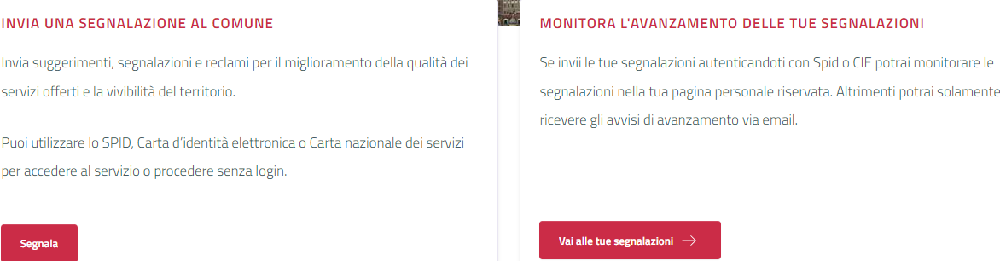 INVIA UNA SEGNALAZIONE AL COMUNE
Invia suggerimenti, segnalazioni e reclami per il miglioramento della qualità dei
servizi offerti e la vivibilità del territorio.
Puoi utilizzare lo SPID, Carta d’identità elettronica o Carta nazionale dei servizi
per accedere al servizio o procedere senza login.
Segnala
MONITORA L'AVANZAMENTO DELLE TUE SEGNALAZIONI
Se invii le tue segnalazioni autenticandoti con Spid o CIE potrai monitorare le
segnalazioni nella tua pagina personale riservata. Altrimenti potrai solamente
ricevere gli avvisi di avanzamento via email.
Vai alle tue segnalazioni